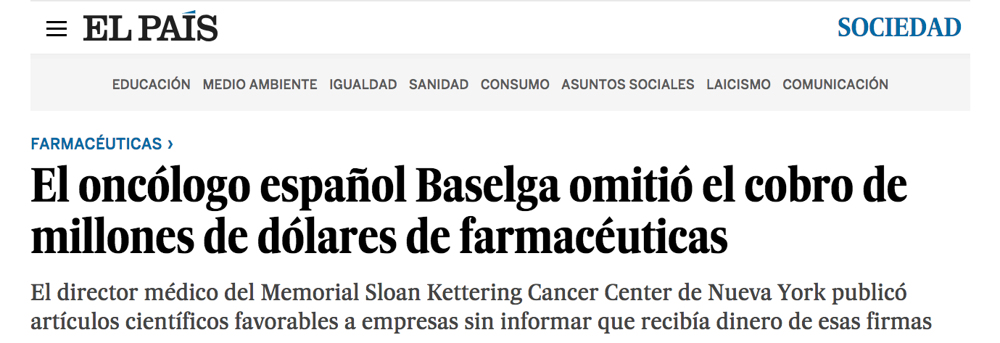 EL PAÍS
SOCIEDAD
EDUCACIÓN MEDIO AMBIENTE IGUALDAD SANIDAD CONSUMO ASUNTOS SOCIALES LAICISMO COMUNICACIÓN
FARMACÉUTICAS ›
El oncólogo español Baselga omitió el cobro de
millones de dólares de farmacéuticas
El director médico del Memorial Sloan Kettering Cancer Center de Nueva York publicó
artículos científicos favorables a empresas sin informar que recibía dinero de esas firmas